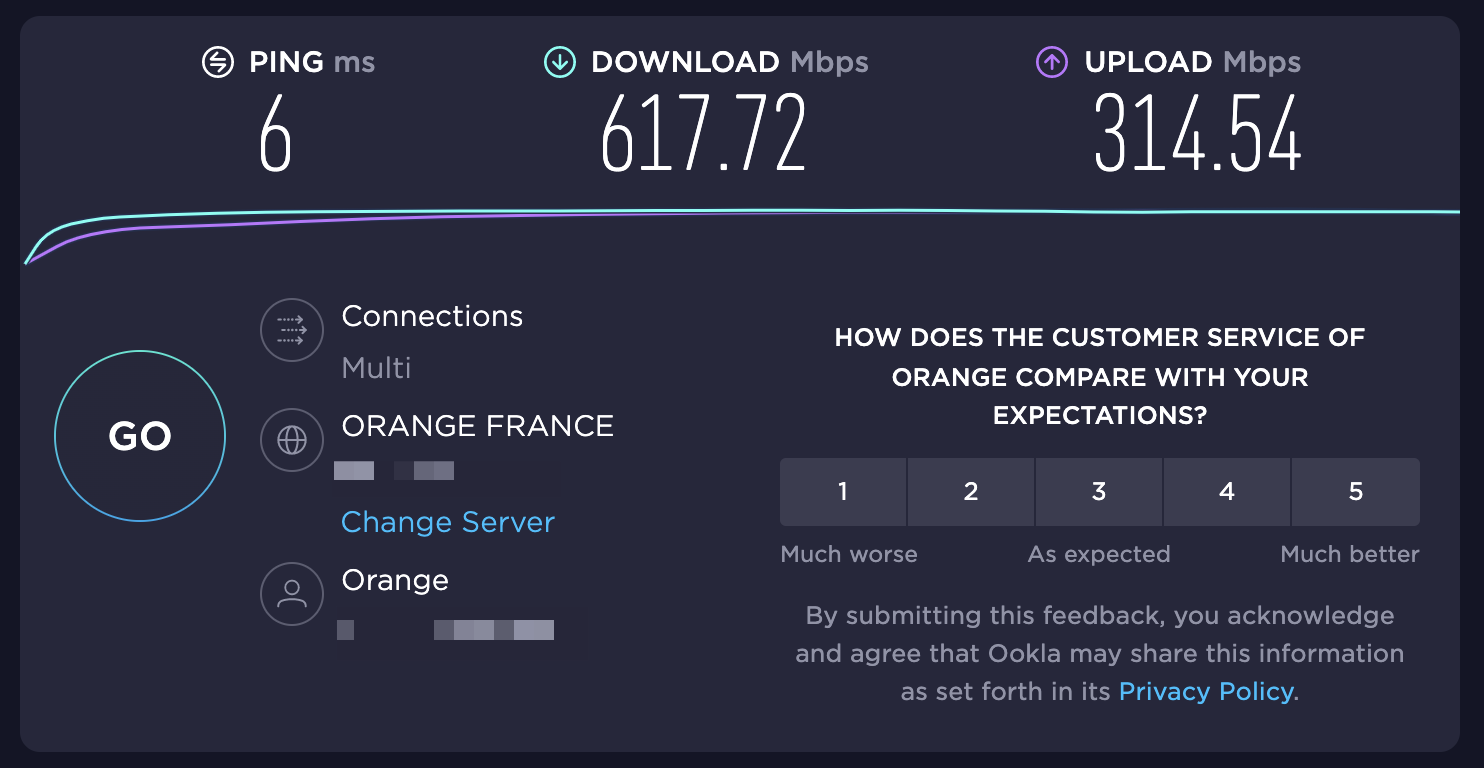 PING ms
6
DOWNLOAD Mbps
617.72
UPLOAD Mbps
314.54
GO
Connections
Multi
ORANGE FRANCE
Change Server
Orange
HOW DOES THE CUSTOMER SERVICE OF
ORANGE COMPARE WITH YOUR
EXPECTATIONS?
1 2 3 4 5
Much worse As expected Much better
By submitting this feedback, you acknowledge
and agree that Ookla may share this information
as set forth in its Privacy Policy.